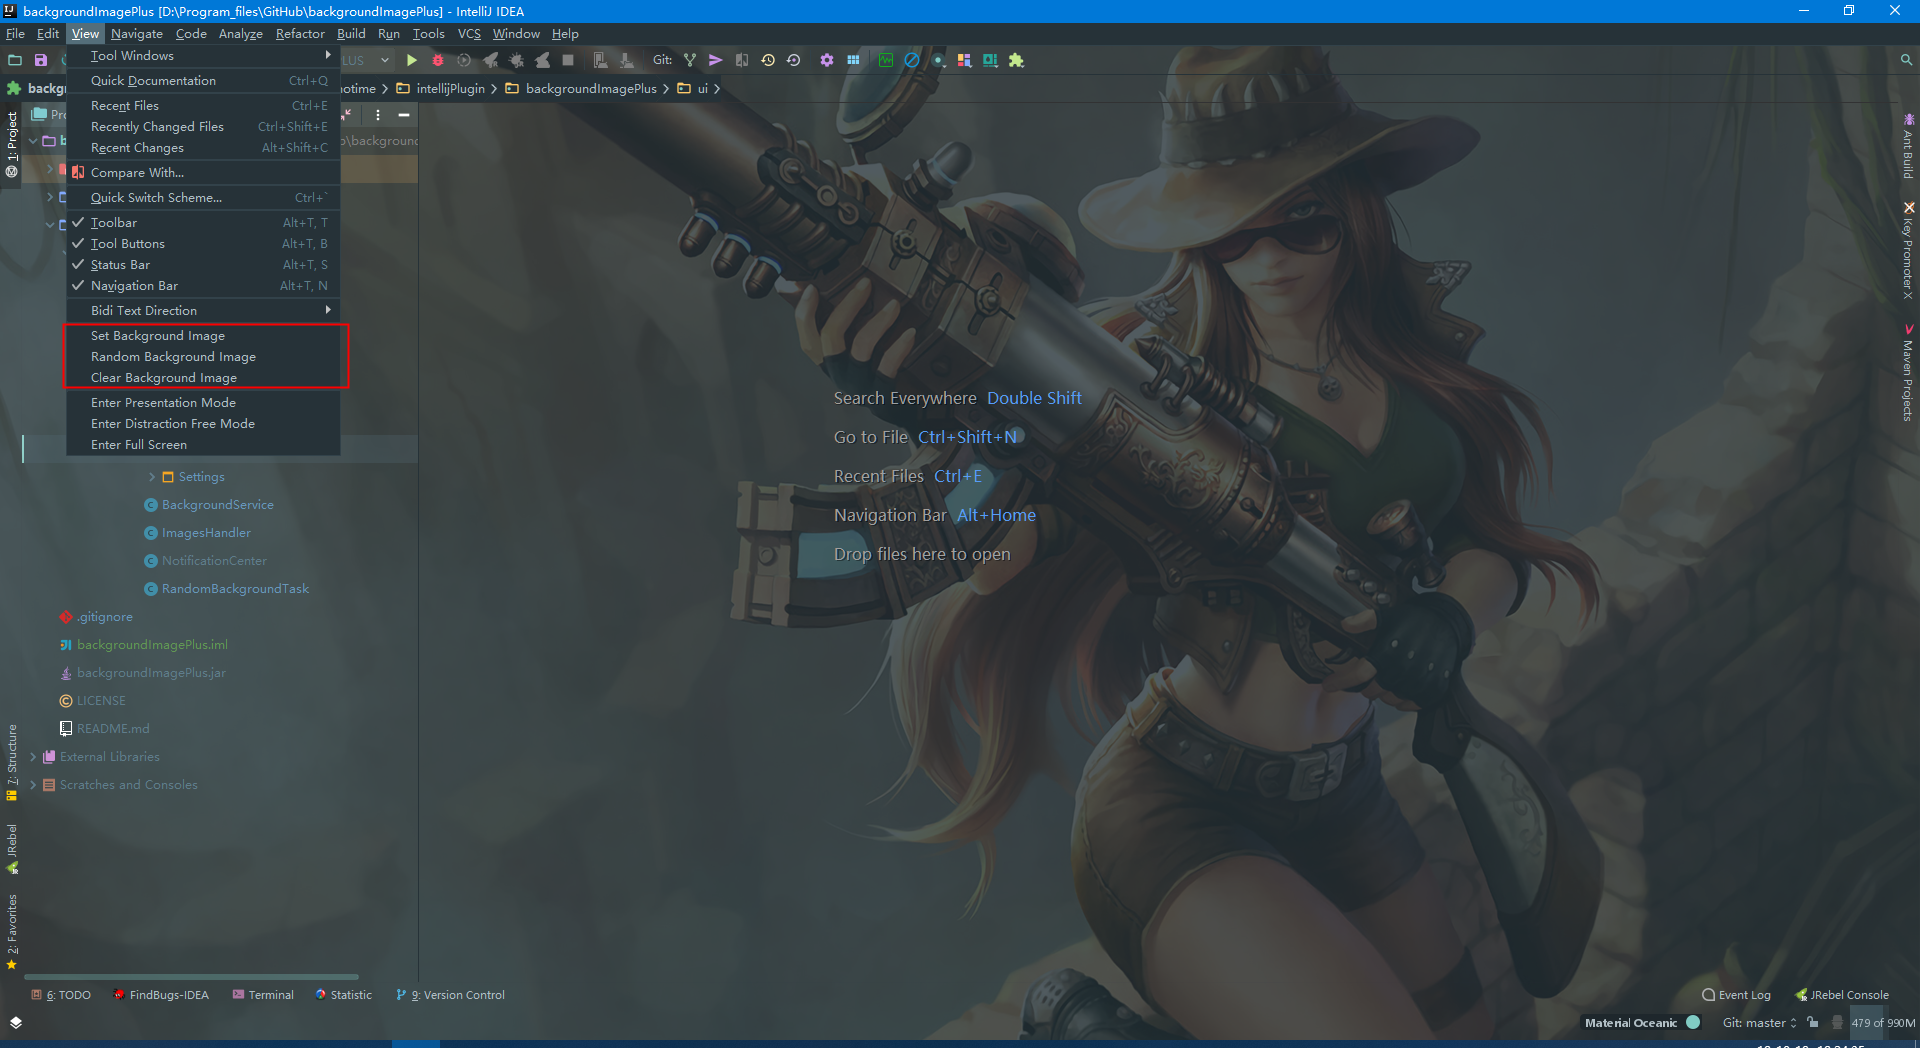 backgroundImagePlus [D:\Program_files\GitHub\backgroundImagePlus] - IntelliJ IDEA
File Edit View Navigate Code Analyze Refactor Build Run Tools VCS Window Help
PLUS Git:
intellijPlugin backgroundImagePlus ui
Tool Windows
Quick Documentation Ctrl+Q
Recent Files Ctrl+E
Recently Changed Files Ctrl+Shift+E
Recent Changes Alt+Shift+C
Compare With...
Quick Switch Scheme... Ctrl+`
Toolbar Alt+T, T
Tool Buttons Alt+T, B
Status Bar Alt+T, S
Navigation Bar Alt+T, N
Bidi Text Direction
Set Background Image
Random Background Image
Clear Background Image
Enter Presentation Mode
Enter Distraction Free Mode
Enter Full Screen
Settings
BackgroundService
ImagesHandler
NotificationCenter
RandomBackgroundTask
.gitignore
backgroundImagePlus.iml
backgroundImagePlus.jar
LICENSE
README.md
External Libraries
Scratches and Consoles
1: Project
7: Structure
JRebel
2: Favorites
Search Everywhere Double Shift
Go to File Ctrl+Shift+N
Recent Files Ctrl+E
Navigation Bar Alt+Home
Drop files here to open
Ant Build
Key Promoter X
Maven Projects
6: TODO FindBugs-IDEA Terminal Statistic 9: Version Control Event Log JRebel Console
Material Oceanic Git: master 479 of 990M